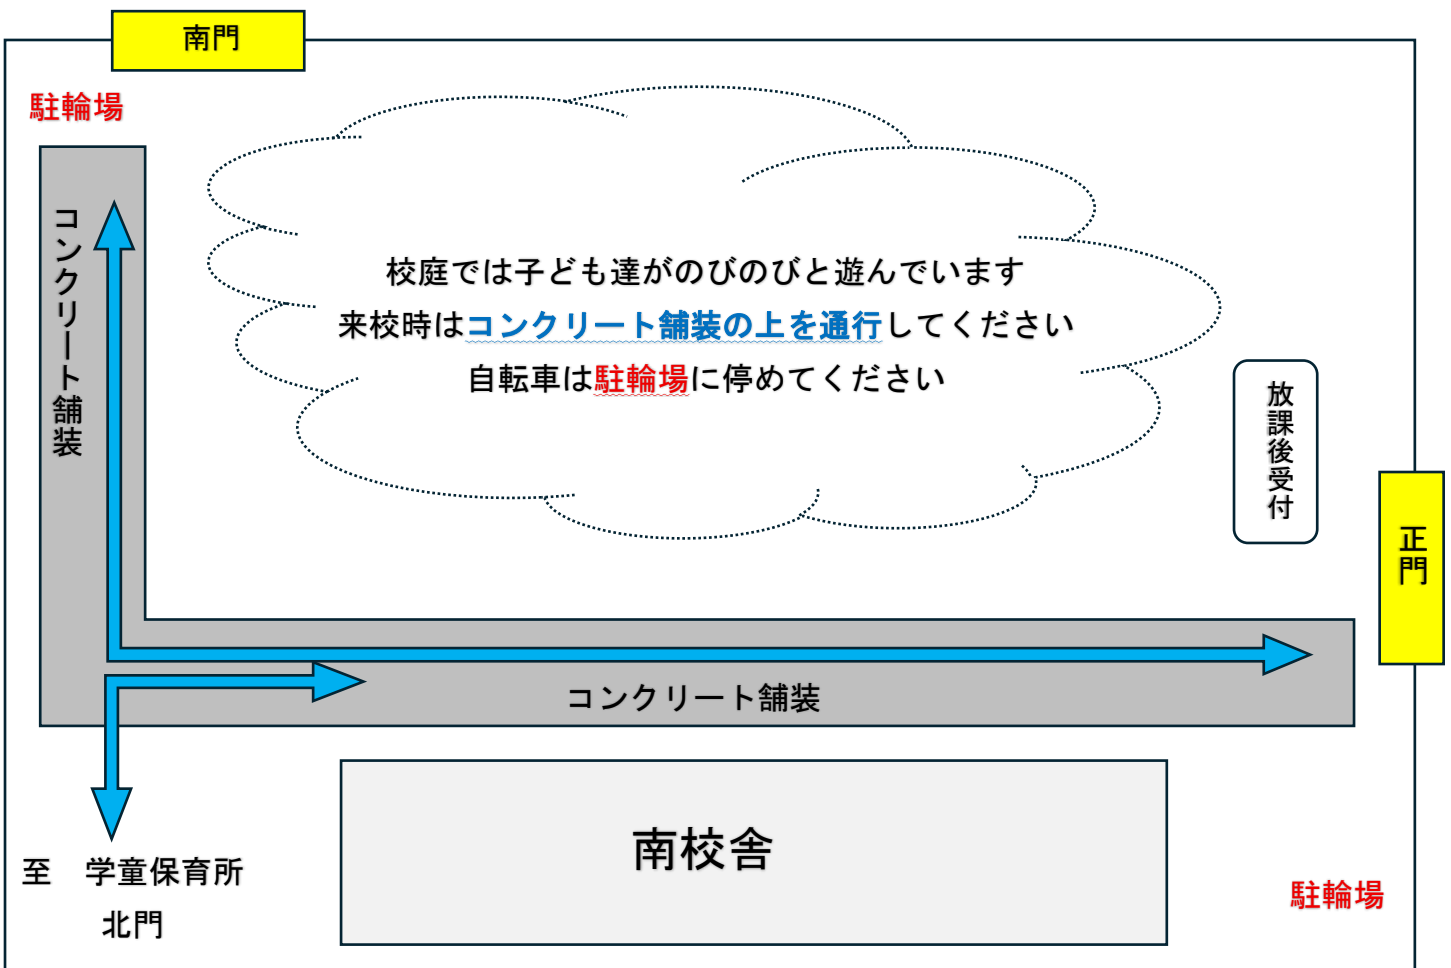 南門
駐輪場
コンクリート舗装
校庭では子ども達がのびのびと遊んでいます
来校時はコンクリート舗装の上を通行してください
自転車は駐輪場に停めてください
放課後受付
正門
コンクリート舗装
南校舎
至　学童保育所
北門
駐輪場